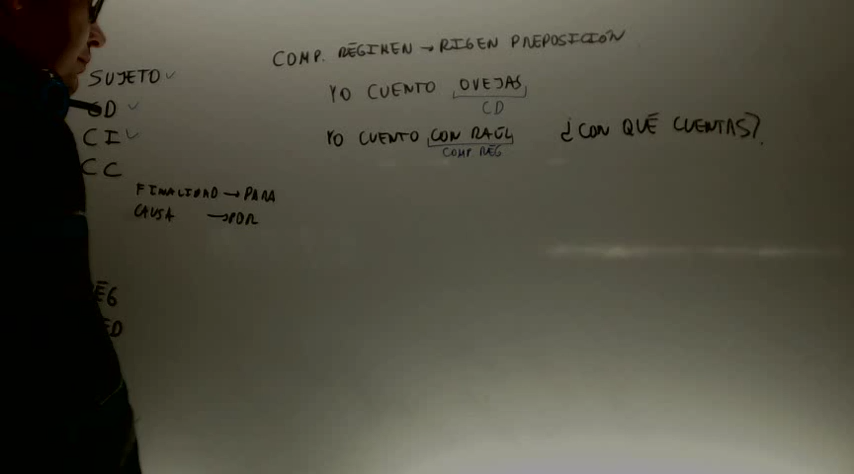 COMP. RÉGIMEN → RIGEN PREPOSICIÓN
SUJETO ✓
CD ✓
CI ✓
CC
FINALIDAD → PARA
CAUSA → POR
YO CUENTO OVEJAS
CD
YO CUENTO CON RAÚL ¿CON QUÉ CUENTAS?
COMP REG